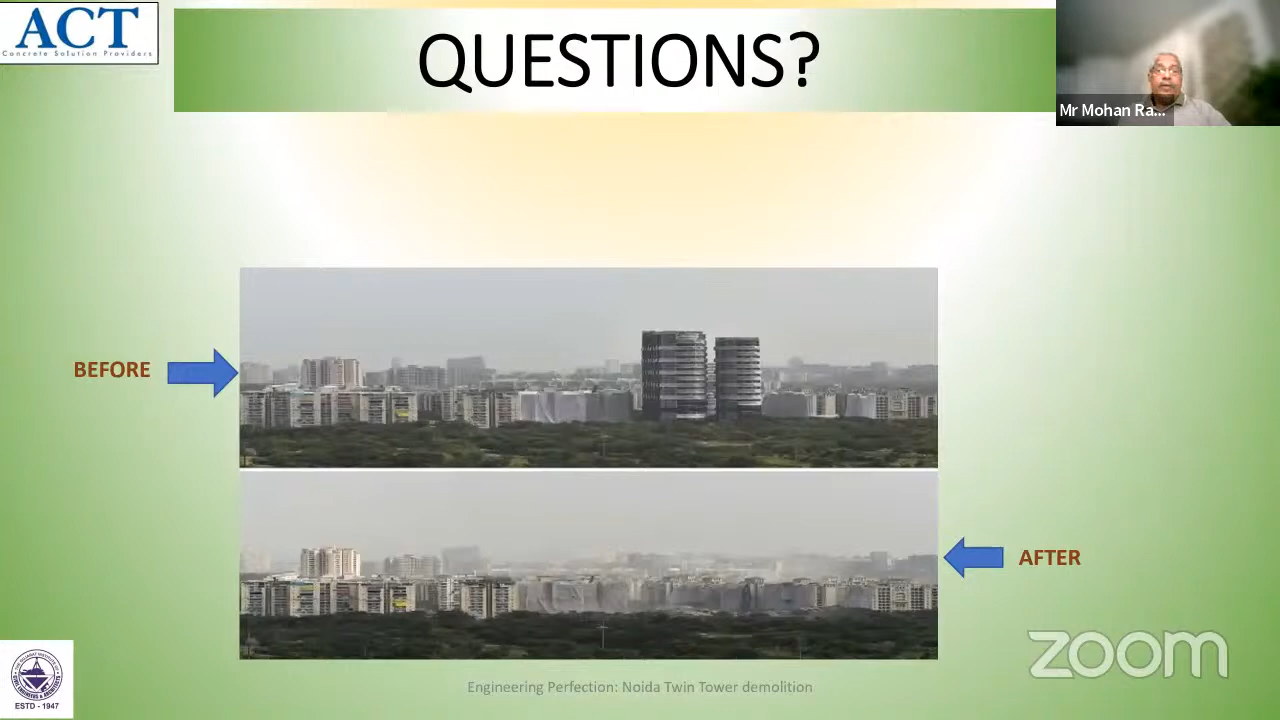 ACT
Concrete Solution Providers
QUESTIONS?
Mr Mohan Ra...
BEFORE
AFTER
zoom
Engineering Perfection: Noida Twin Tower demolition
ESTD - 1947